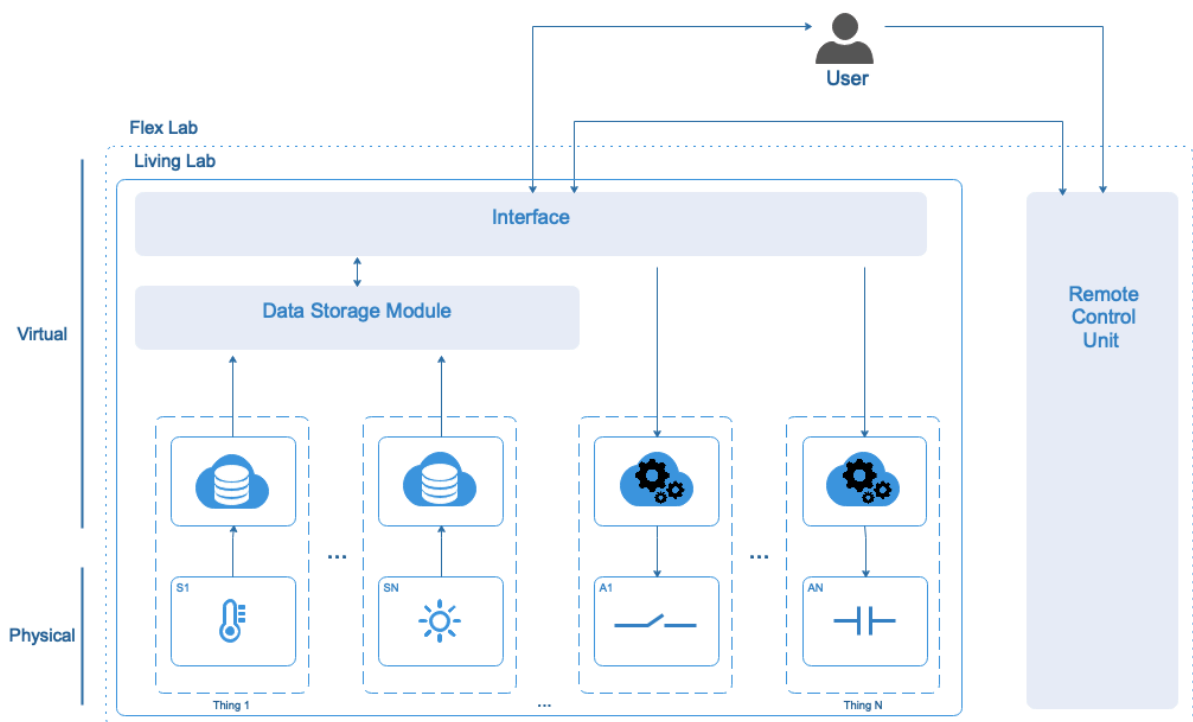 User
Flex Lab
Living Lab
Interface
Data Storage Module
Remote
Control
Unit
Virtual
...
...
S1
SN
A1
AN
Physical
Thing 1
...
Thing N